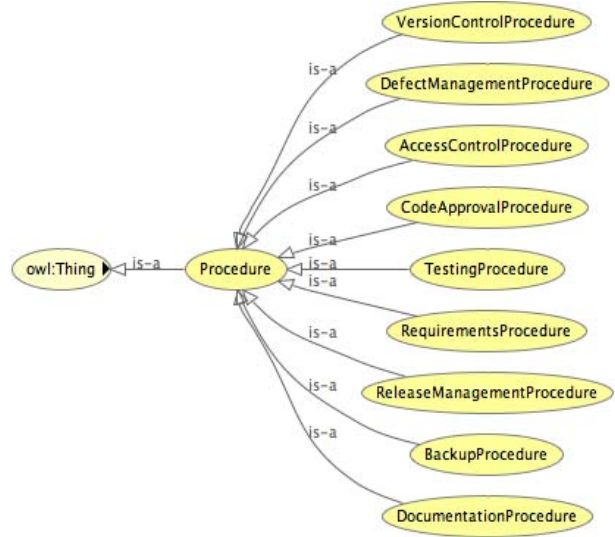 VersionControlProcedure
is-a
DefectManagementProcedure
is-a
AccessControlProcedure
is-a
CodeApprovalProcedure
is-a
owl:Thing
is-a
Procedure
is-a
TestingProcedure
is-a
RequirementsProcedure
is-a
ReleaseManagementProcedure
is-a
BackupProcedure
is-a
DocumentationProcedure